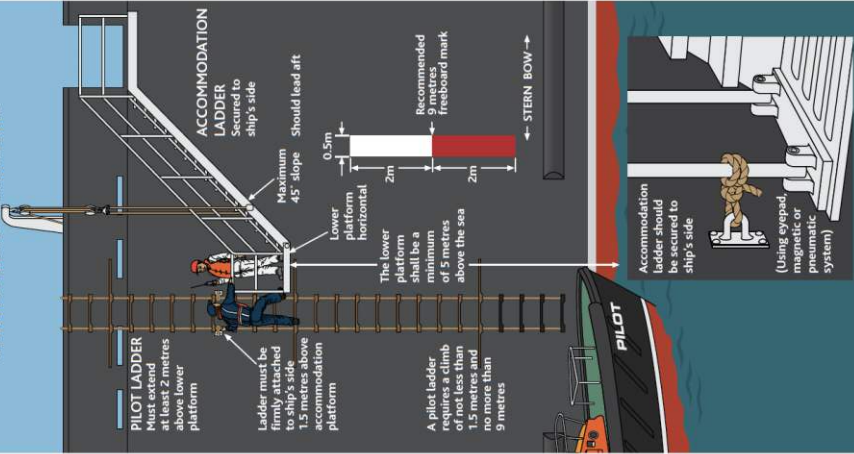 PILOT LADDER
Must extend
at least 2 metres
above lower
platform
Ladder must be
firmly attached
to ship's side
1.5 metres above
accommodation
platform
A pilot ladder
requires a climb
of not less than
1.5 metres and
no more than
9 metres
ACCOMMODATION
LADDER
Secured to
ship's side
Maximum
45° slope
Should lead aft
Lower
platform
horizontal
The lower
platform
shall be a
minimum
of 5 metres
above the sea
0.5m
2m
2m
Recommended
9 metres
freeboard mark
STERN BOW
PILOT
Accommodation
ladder should
be secured to
ship's side
(Using eyepad,
magnetic or
pneumatic
system)